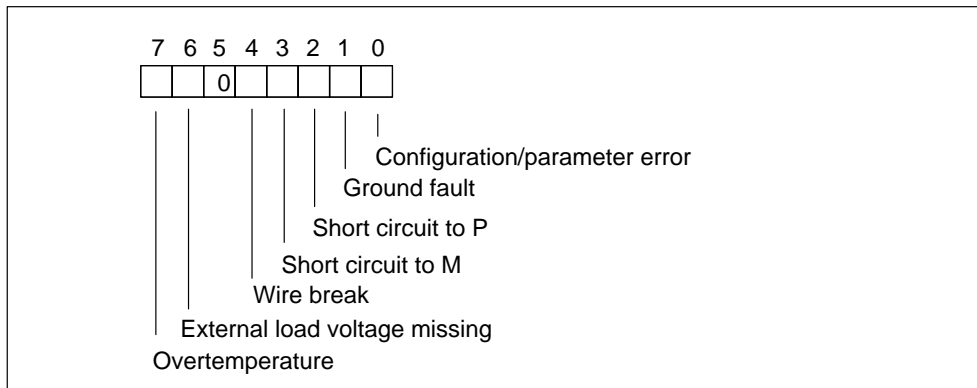 7 6 5 4 3 2 1 0
0
Configuration/parameter error
Ground fault
Short circuit to P
Short circuit to M
Wire break
External load voltage missing
Overtemperature